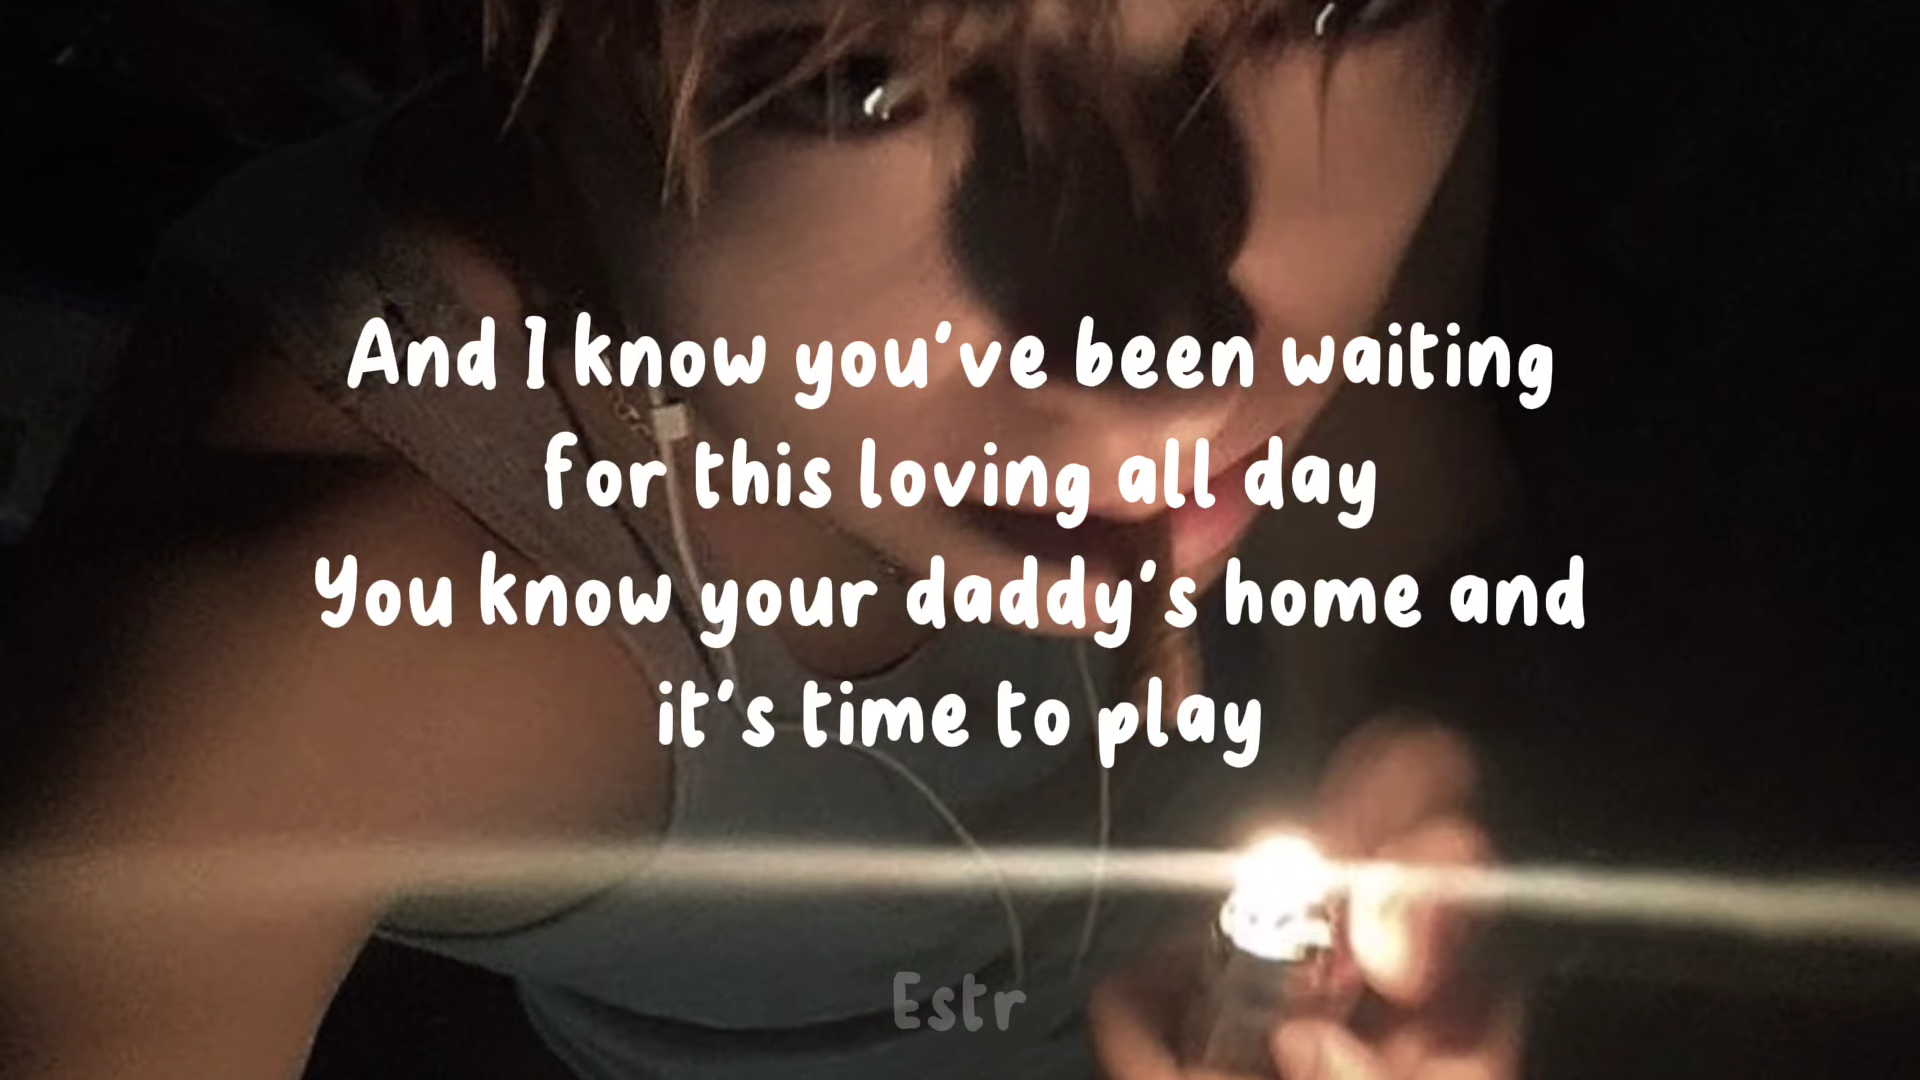 And I know you've been waiting
for this loving all day
You know your daddy's home and
it's time to play
Estr